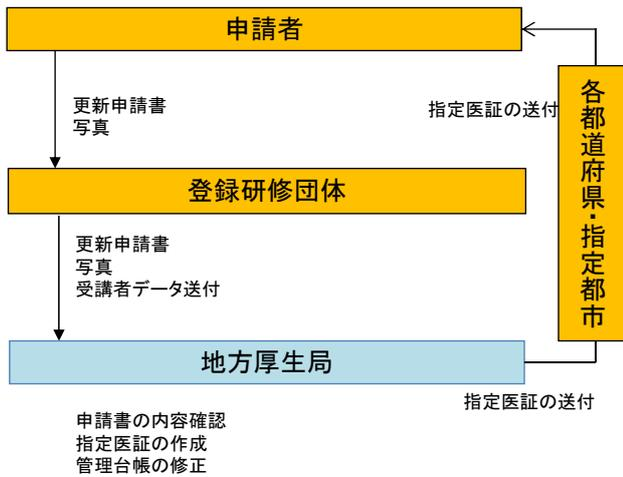 申請者
更新申請書
写真
指定医証の送付
各都道府県・指定都市
登録研修団体
更新申請書
写真
受講者データ送付
地方厚生局
指定医証の送付
申請書の内容確認
指定医証の作成
管理台帳の修正